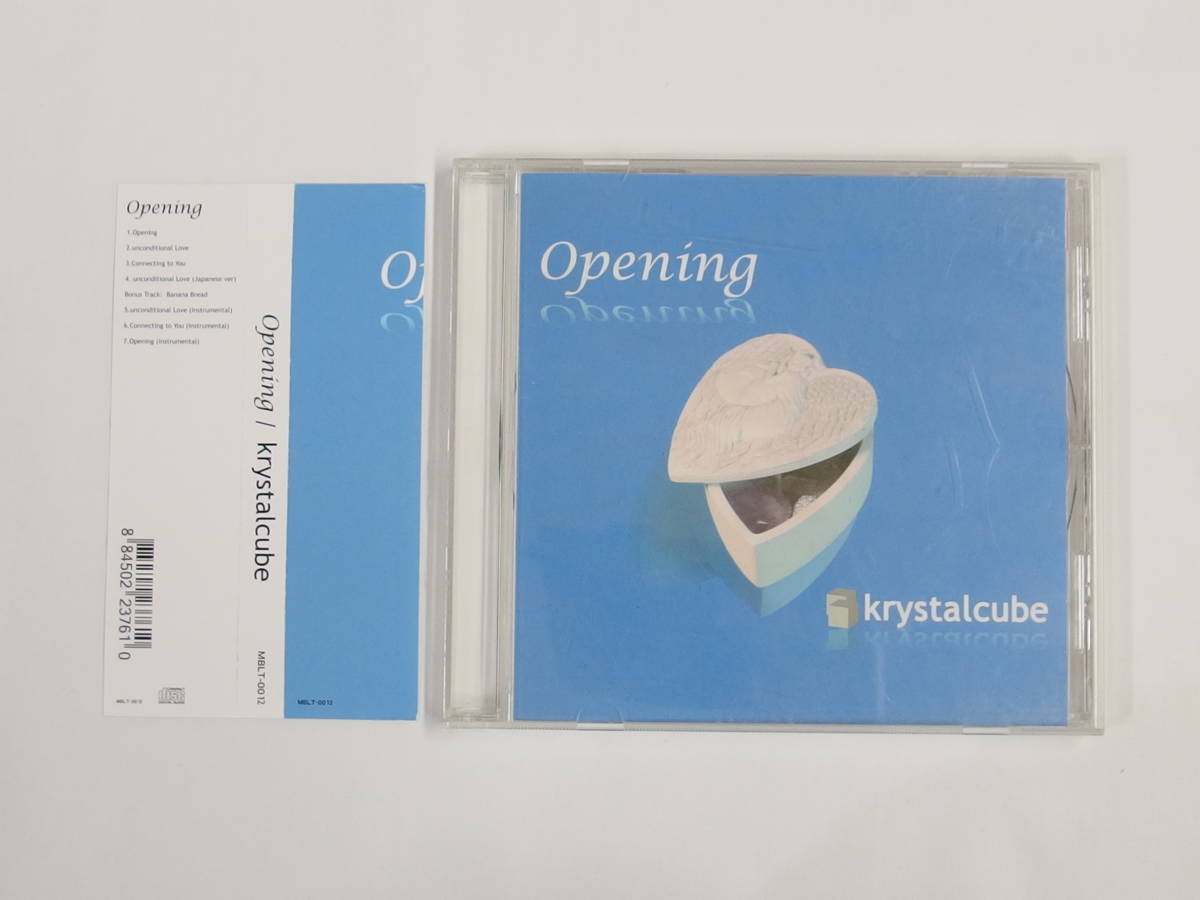 Opening
1.Opening
2.unconditional Love
3.Connecting to You
4. unconditional Love (Japanese ver)
Bonus Track: Banana Bread
5.unconditional Love (Instrumental)
6.Connecting to You (Instrumental)
7.Opening (Instrumental)
8 84502 23761 0
MBLT-0012
Opening / krystalcube
MBLT-0012
Op
MBLT-0012
Opening
krystalcube